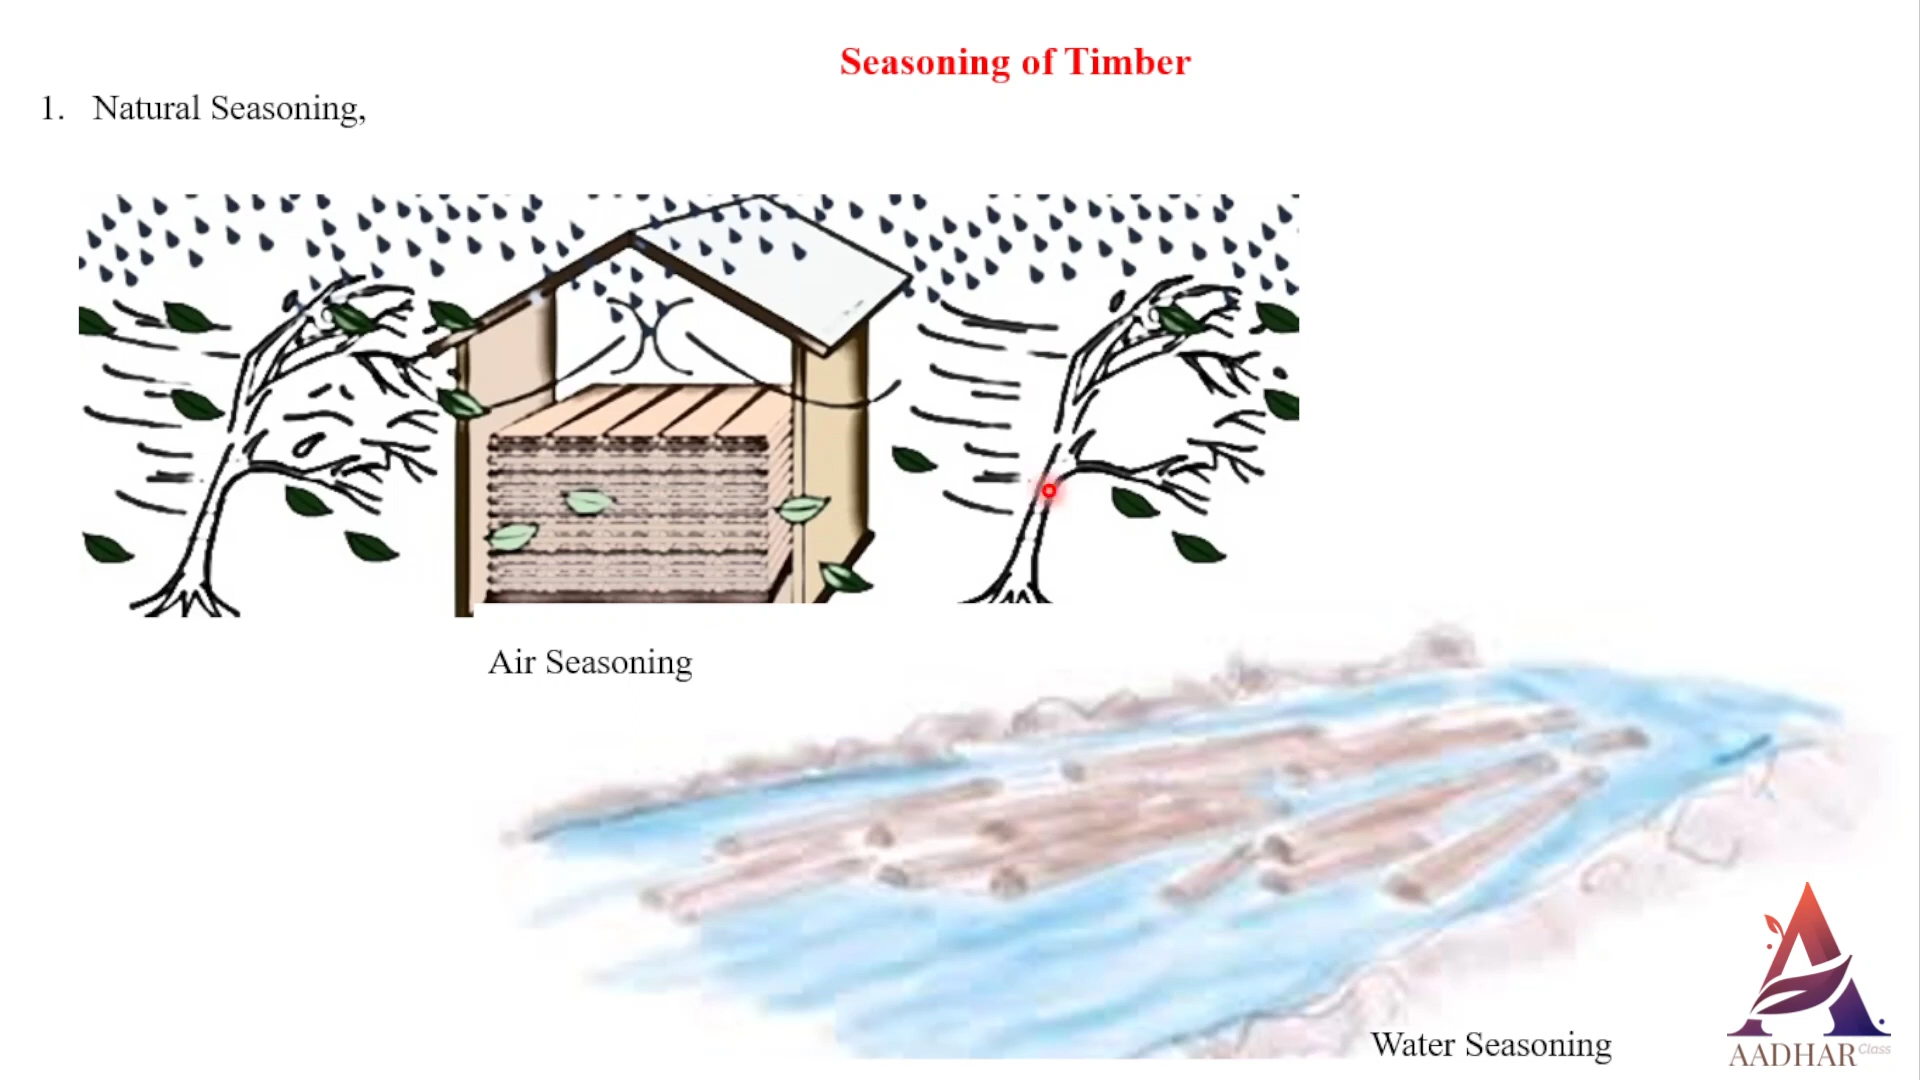 Seasoning of Timber
1. Natural Seasoning,
Air Seasoning
Water Seasoning
AADHAR Class